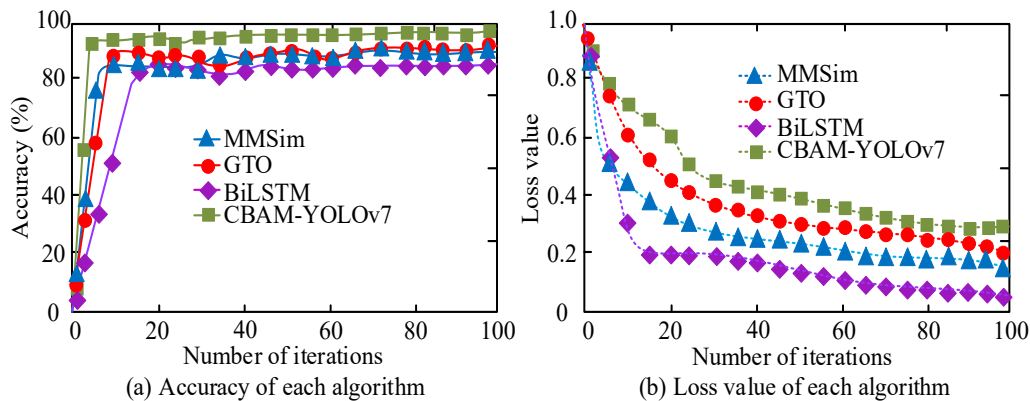 100
80
60
40
20
0
Accuracy (%)
MMSim
GTO
BiLSTM
CBAM-YOLOv7
0 20 40 60 80 100
Number of iterations
(a) Accuracy of each algorithm
1.0
0.8
0.6
0.4
0.2
0
Loss value
MMSim
GTO
BiLSTM
CBAM-YOLOv7
0 20 40 60 80 100
Number of iterations
(b) Loss value of each algorithm